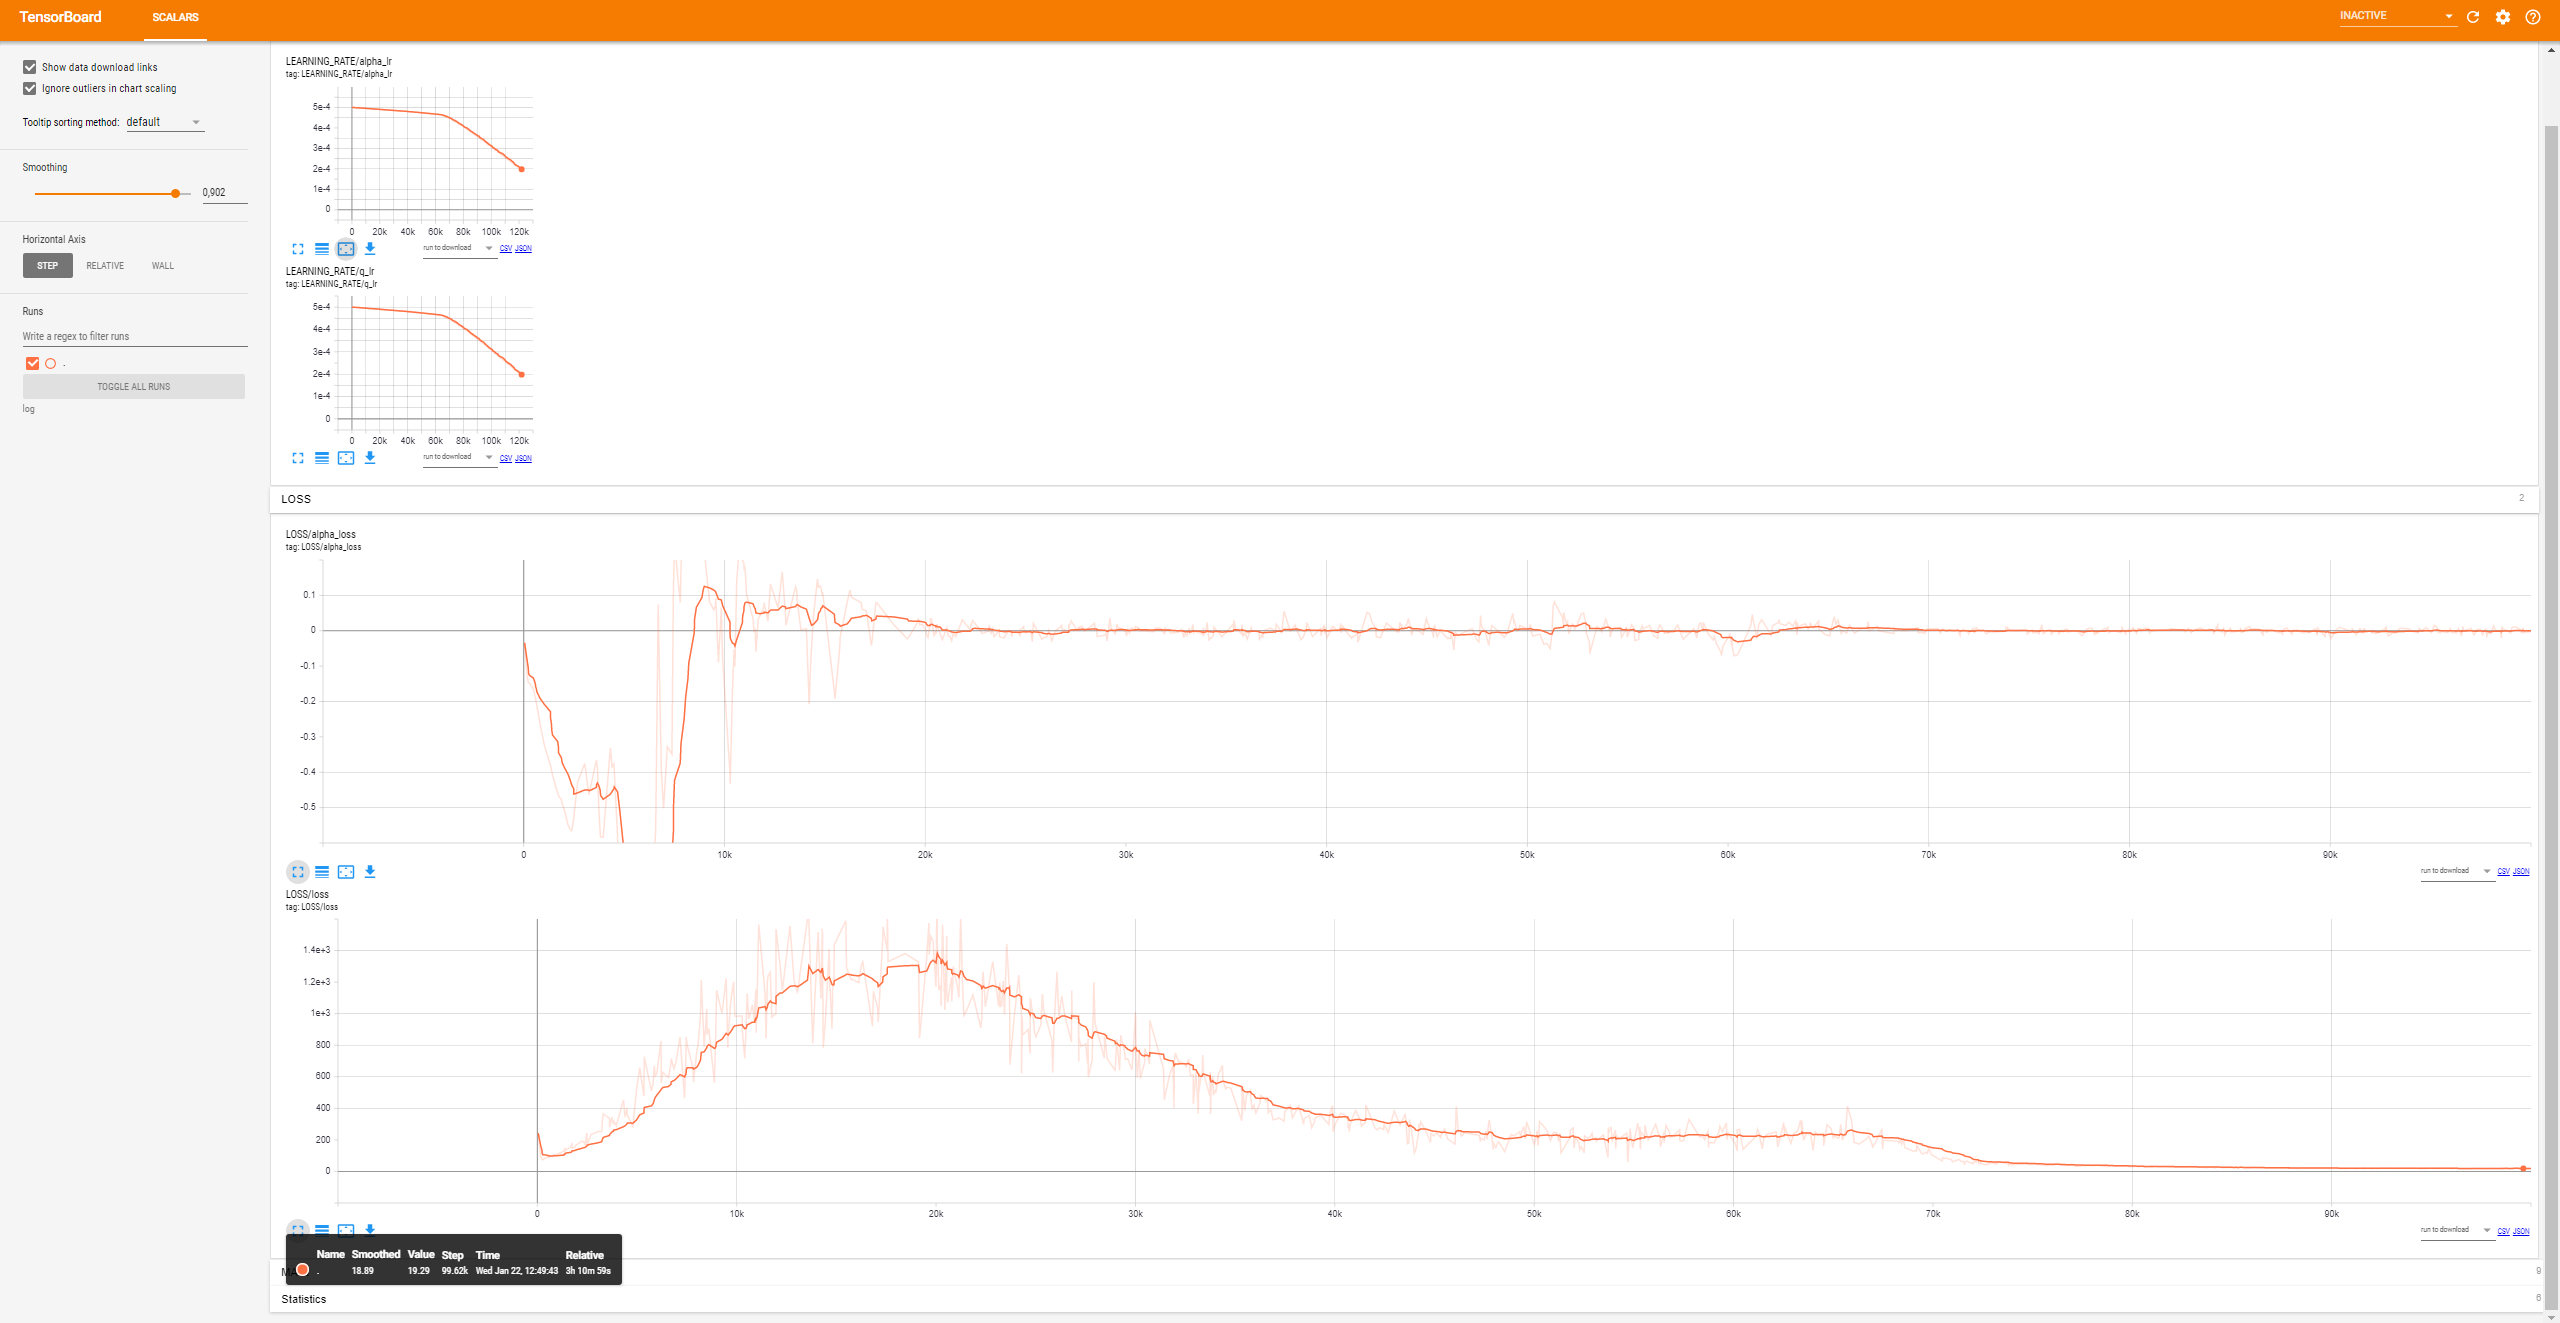 TensorBoard SCALARS INACTIVE
Show data download links
Ignore outliers in chart scaling
Tooltip sorting method: default
Smoothing
0,902
Horizontal Axis
STEP RELATIVE WALL
Runs
Write a regex to filter runs
.
TOGGLE ALL RUNS
log
LEARNING_RATE/alpha_lr
tag: LEARNING_RATE/alpha_lr
5e-4
4e-4
3e-4
2e-4
1e-4
0
0 20k 40k 60k 80k 100k 120k
run to download CSV JSON
LEARNING_RATE/q_lr
tag: LEARNING_RATE/q_lr
5e-4
4e-4
3e-4
2e-4
1e-4
0
0 20k 40k 60k 80k 100k 120k
run to download CSV JSON
LOSS 2
LOSS/alpha_loss
tag: LOSS/alpha_loss
0.1
0
-0.1
-0.2
-0.3
-0.4
-0.5
0 10k 20k 30k 40k 50k 60k 70k 80k 90k
run to download CSV JSON
LOSS/loss
tag: LOSS/loss
1.4e+3
1.2e+3
1e+3
800
600
400
200
0
0 10k 20k 30k 40k 50k 60k 70k 80k 90k
run to download CSV JSON
Name Smoothed Value Step Time Relative
. 18.89 19.29 99.62k Wed Jan 22, 12:49:43 3h 10m 59s
9
Statistics 6